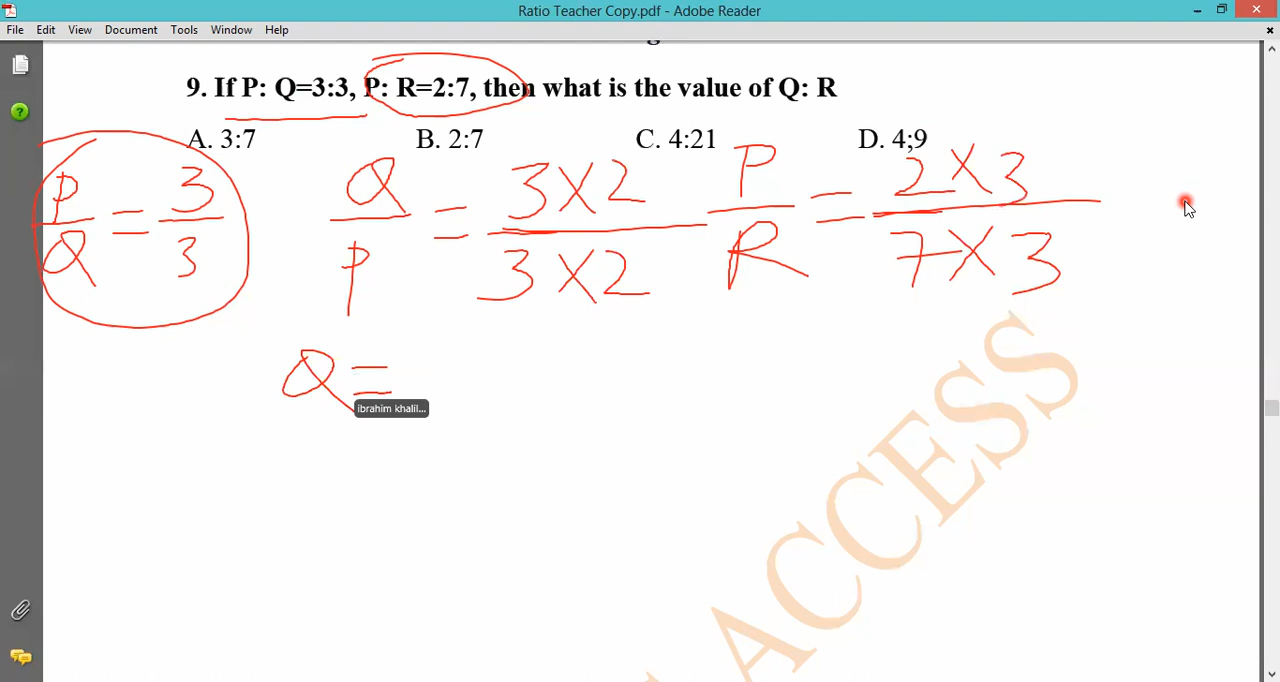 Ratio Teacher Copy.pdf - Adobe Reader
File Edit View Document Tools Window Help
9. If P: Q=3:3, P: R=2:7, then what is the value of Q: R
A. 3:7 B. 2:7 C. 4:21 D. 4;9
P/Q = 3/3 Q/P = 3X2/3X2 P/R = 2X3/7X3
Q =
ibrahim khalil...
ACCESS